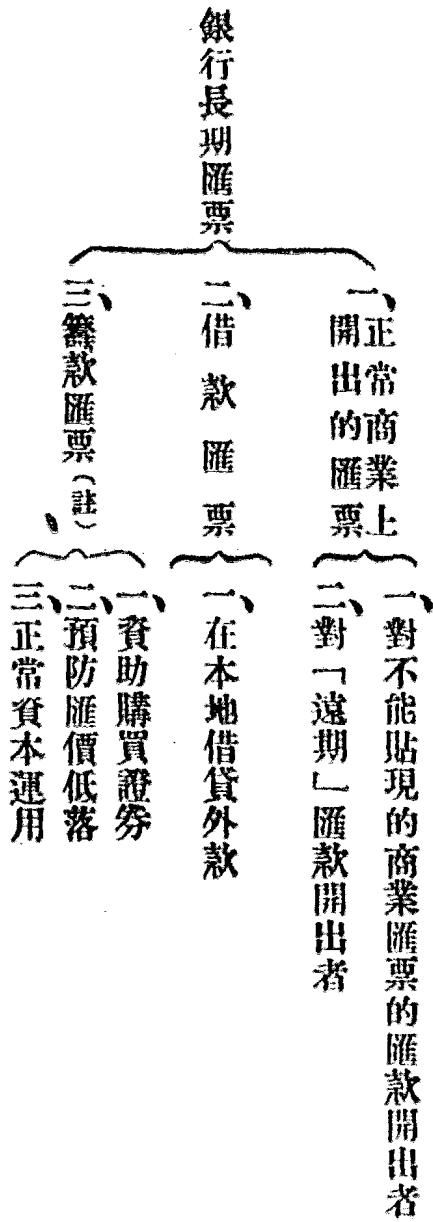 銀行長期匯票
一、正常商業上
開出的匯票
一、對不能貼現的商業匯票的匯款開出者
二、對「遠期」匯款開出者
二、借款匯票
一、在本地借貸外款
三、籌款匯票（註）
一、資助購買證券
二、預防匯價低落
三、正常資本運用